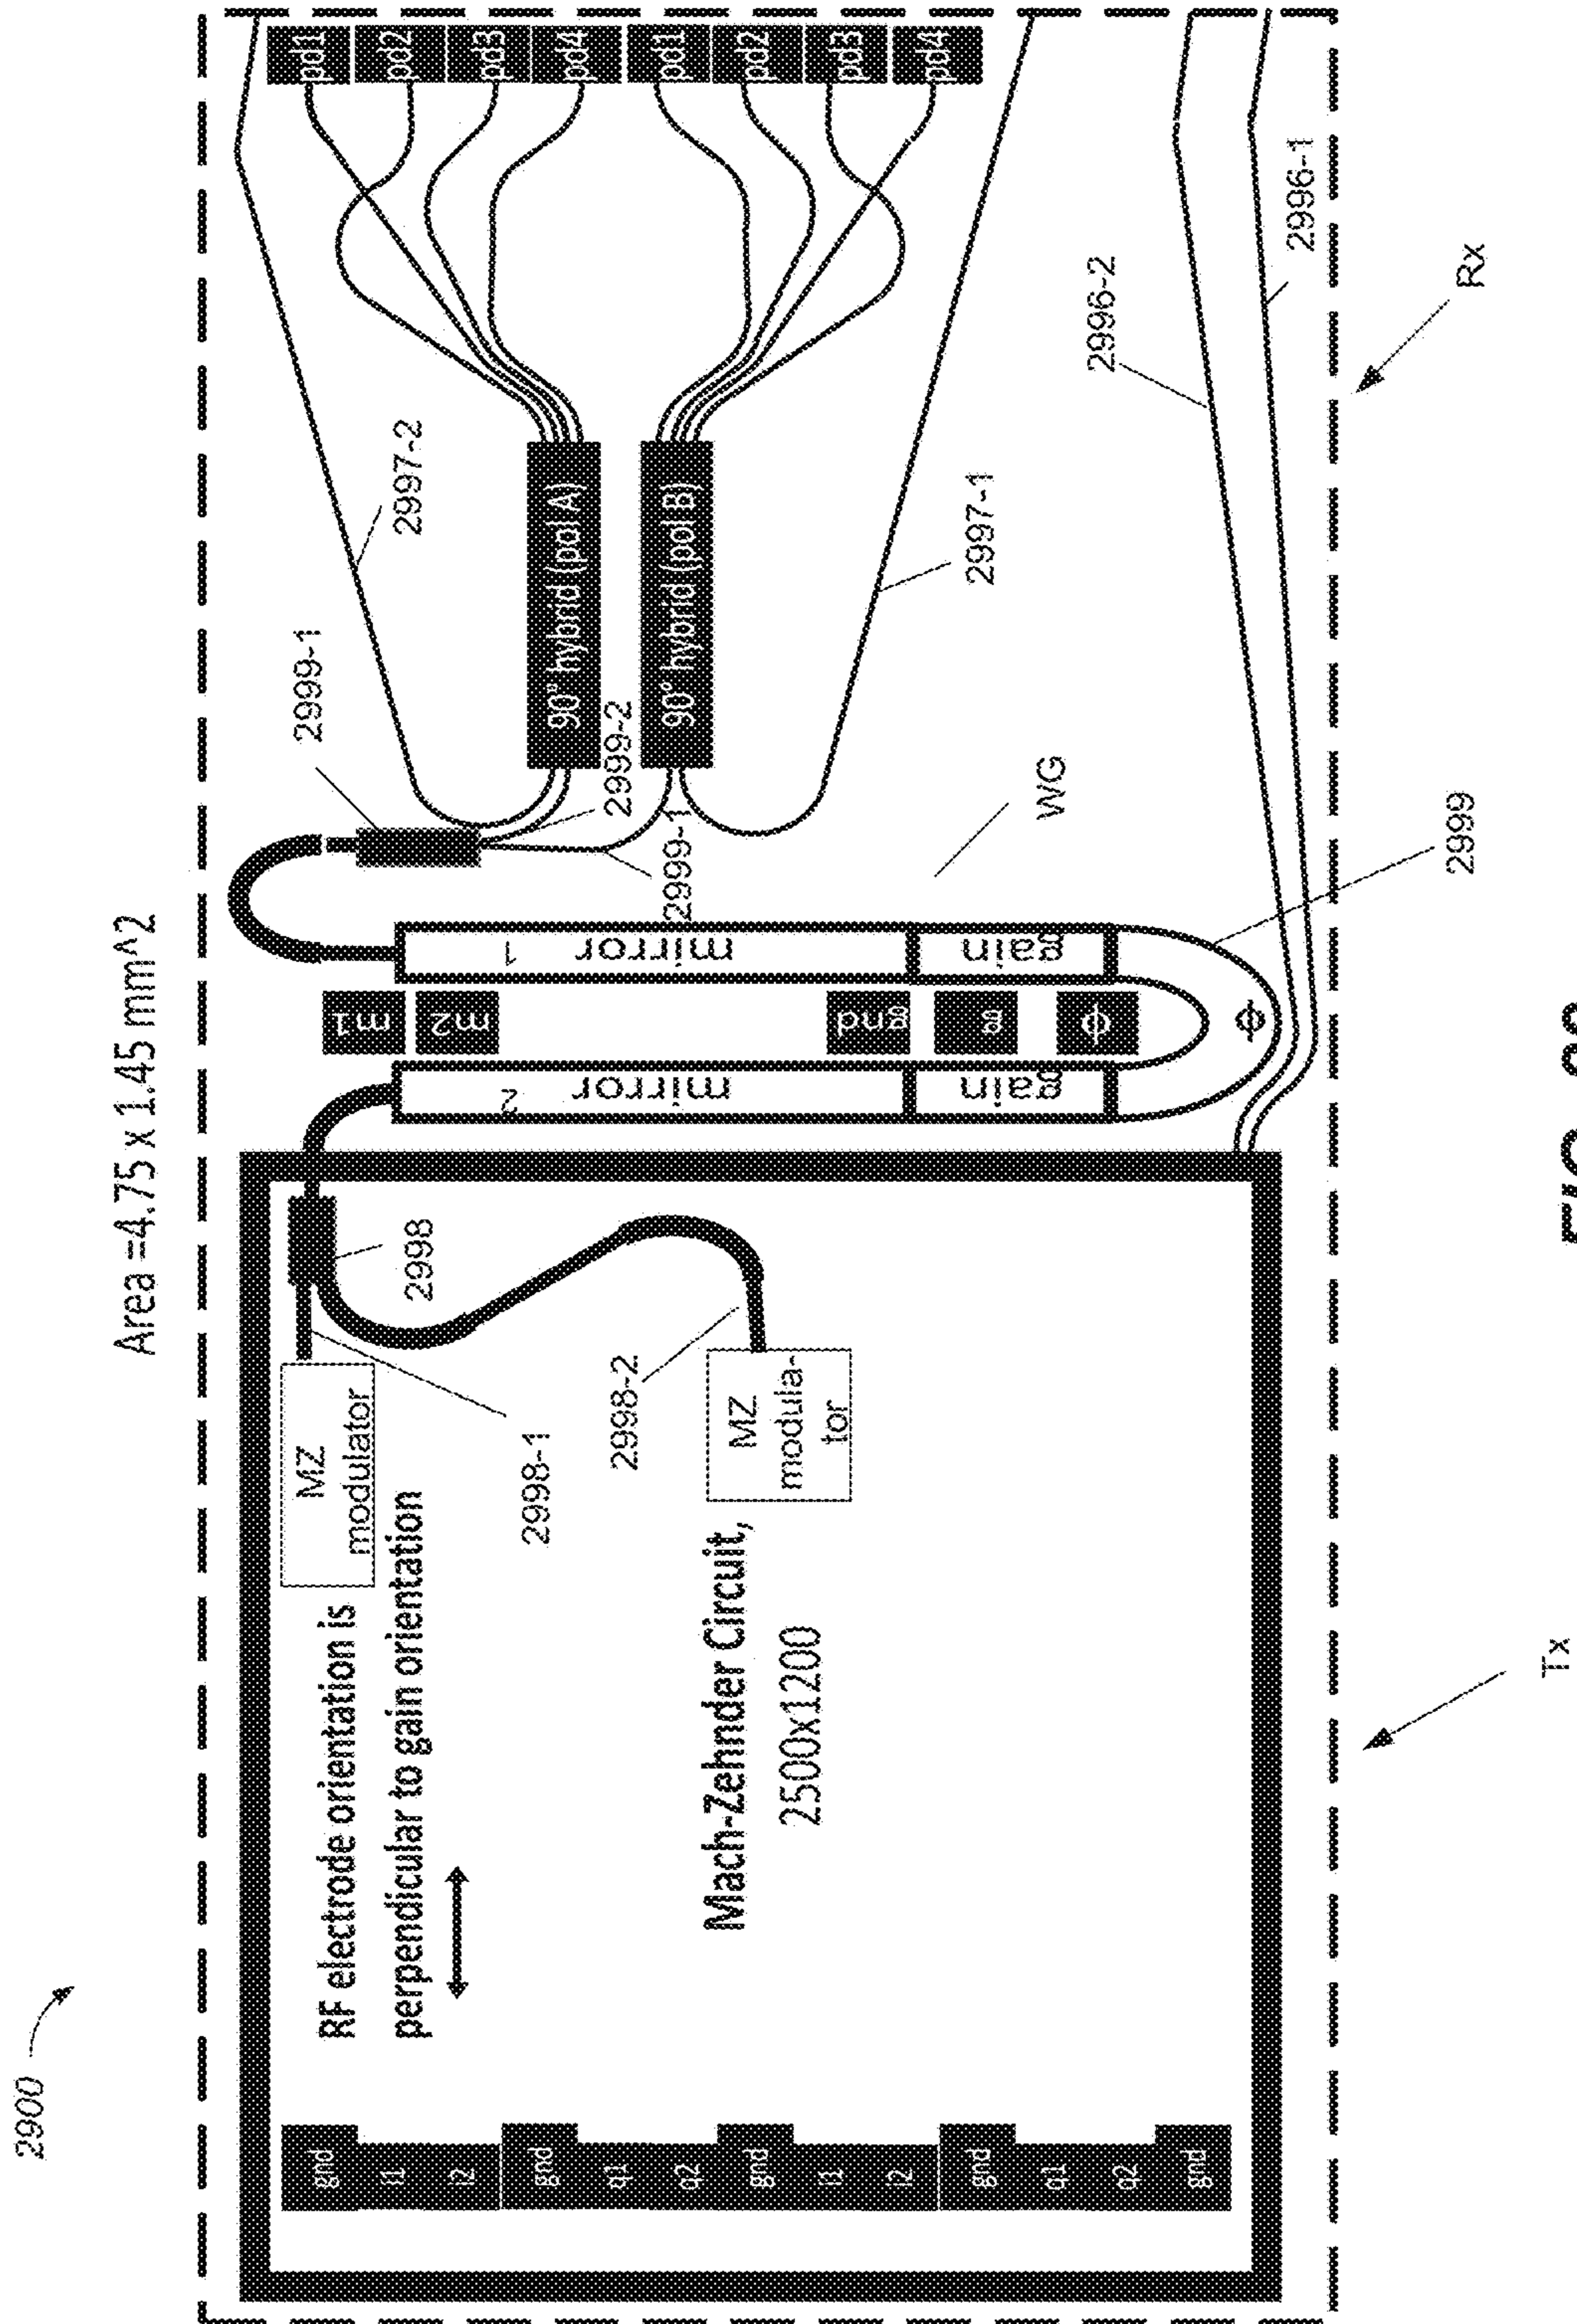 2900
Area =4.75 x 1.45 mm^2
gnd
I1
I2
gnd
q1
q2
gnd
I1
I2
gnd
q1
q2
gnd
RF electrode orientation is
perpendicular to gain orientation
Mach-Zehnder Circuit,
2500x1200
MZ
modulator
MZ
modula-
tor
2998-1
2998-2
2998
2
mirror
gain
m1
m2
gnd
g
φ
1
mirror
gain
φ
2999-1
2999-2
2999-1
90° hybrid (pol A)
90° hybrid (pol B)
2997-2
2997-1
pd1
pd2
pd3
pd4
pd1
pd2
pd3
pd4
2996-2
2996-1
WG
2999
Tx
Rx